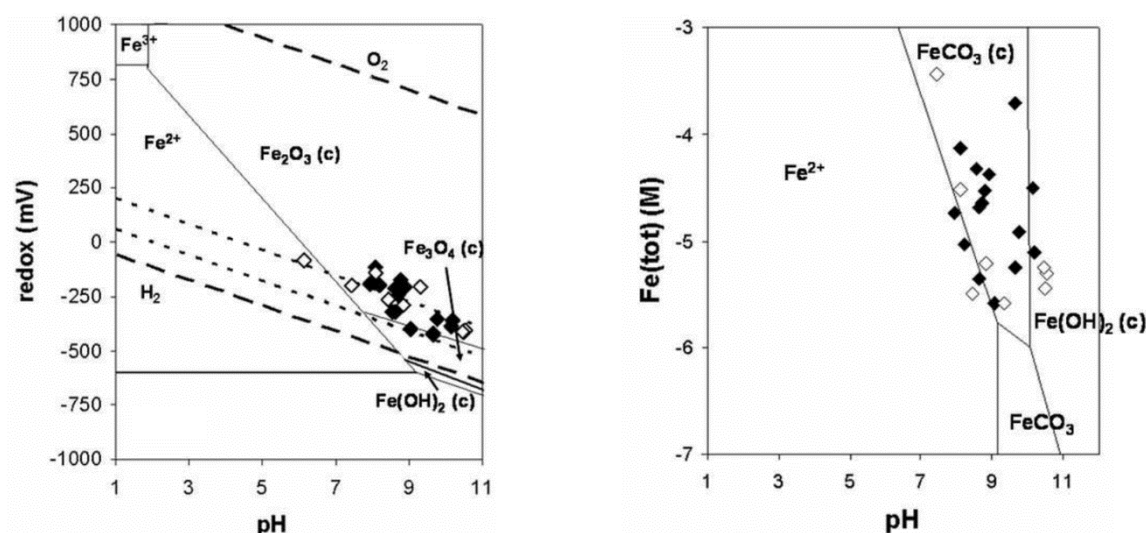 1000
750
500
250
0
-250
-500
-750
-1000
redox (mV)
Fe³⁺
O₂
Fe²⁺
Fe₂O₃ (c)
Fe₃O₄ (c)
H₂
Fe(OH)₂ (c)
1 3 5 7 9 11
pH
-3
-4
-5
-6
-7
Fe(tot) (M)
FeCO₃ (c)
Fe²⁺
Fe(OH)₂ (c)
FeCO₃
1 3 5 7 9 11
pH